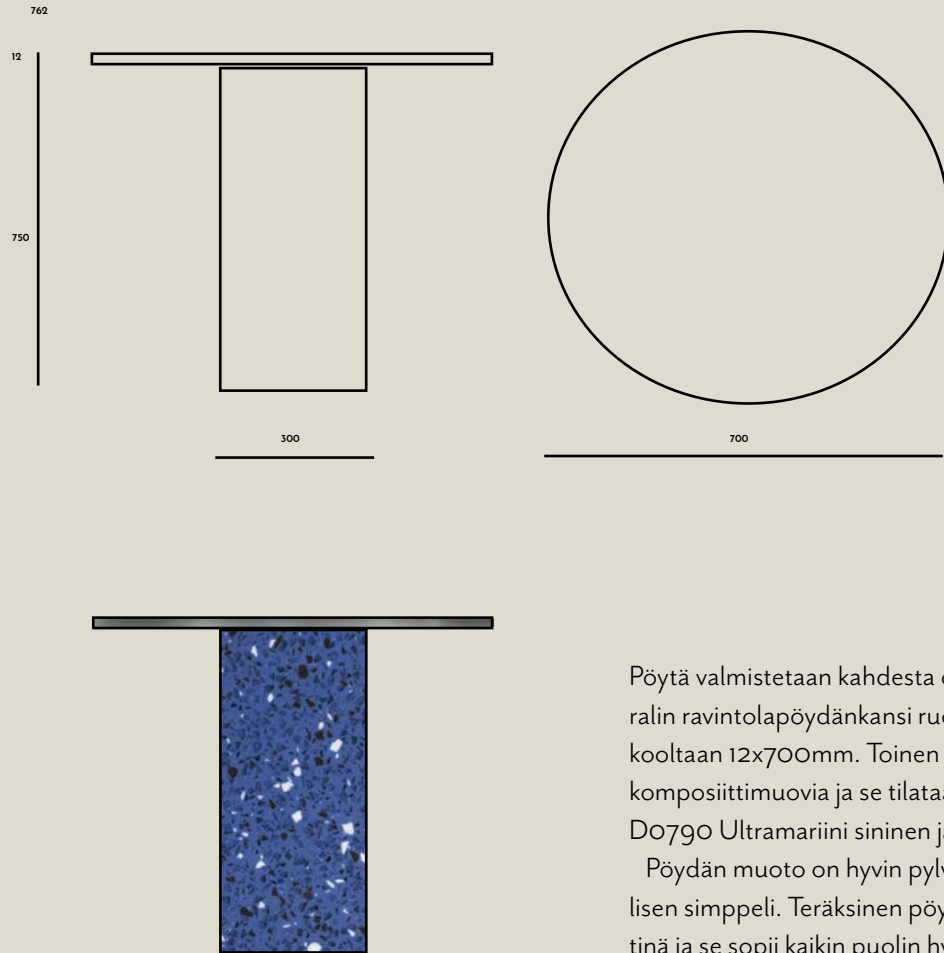 762
12
750
300
700
Pöytä valmistetaan kahdesta
ralin ravintolapöydänkansi
kooltaan 12x700mm. Toinen
komposiittimuovia ja se
D0790 Ultramariini sininen
Pöydän muoto on hyvin
lisen simppeli. Teräksinen
tinä ja se sopii kaikin puolin